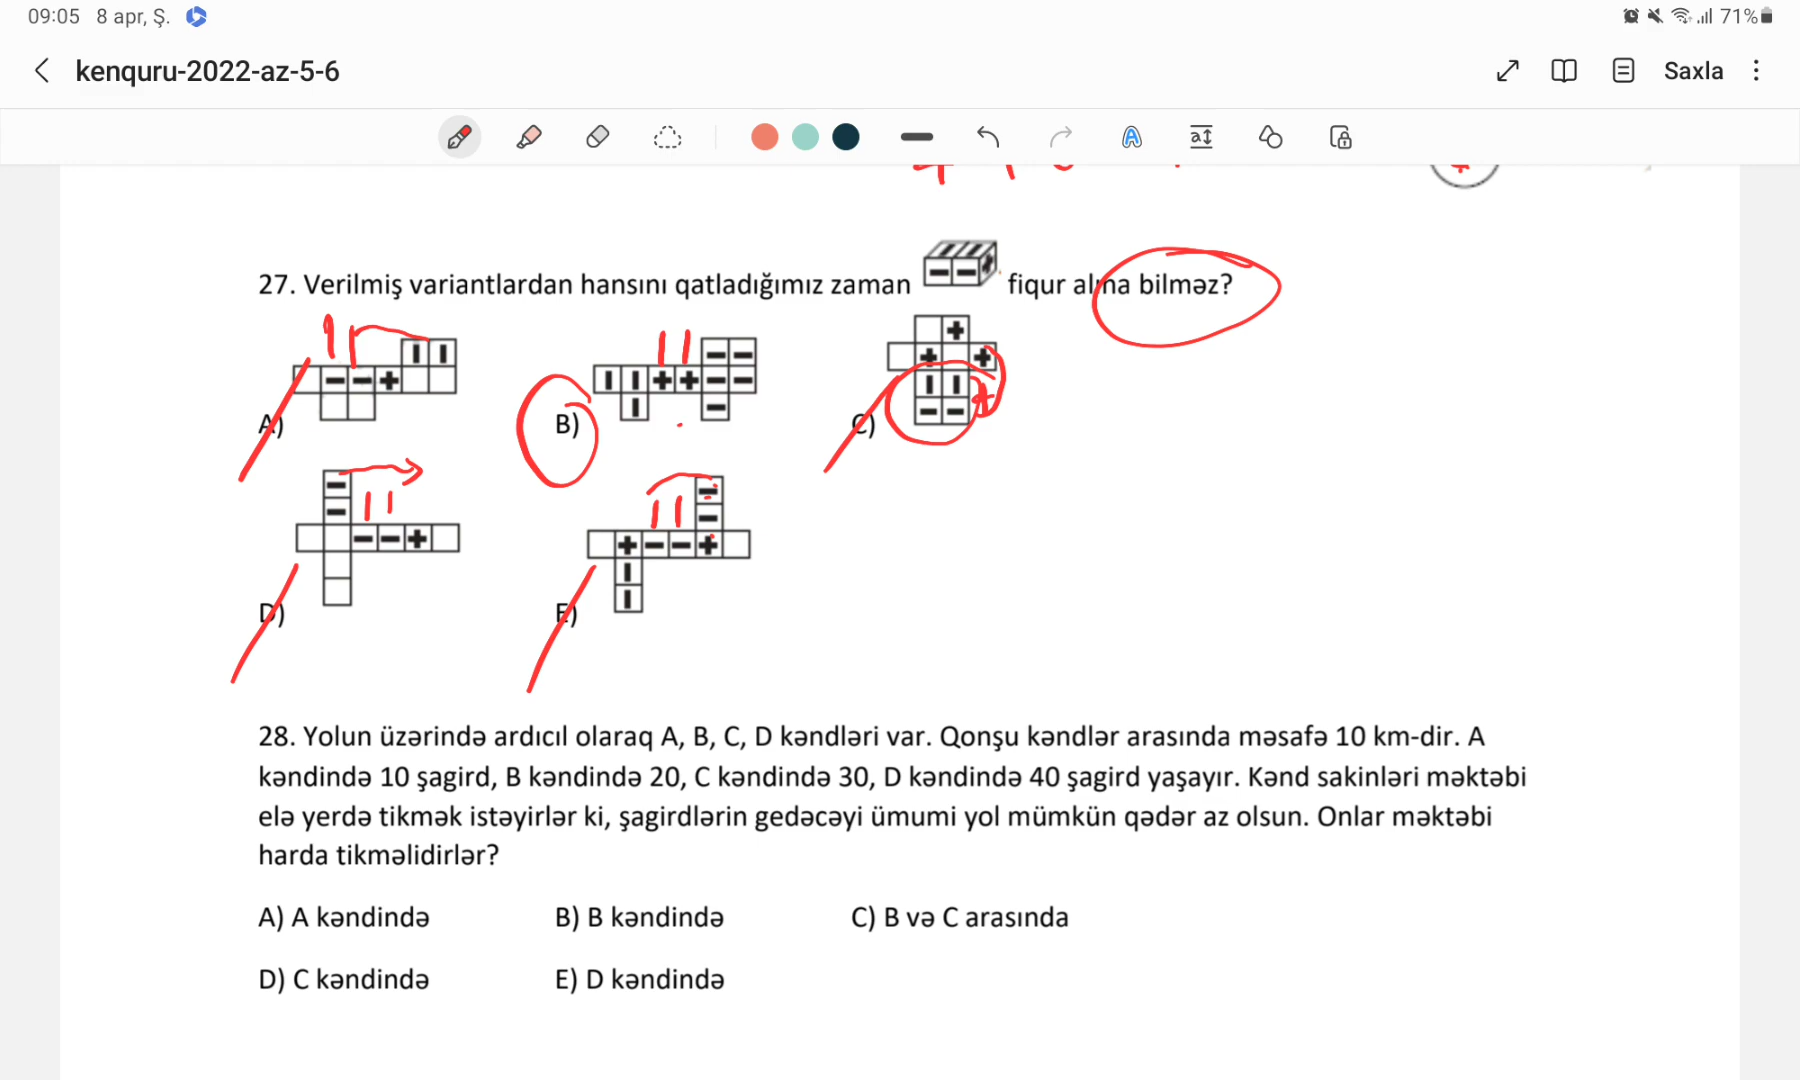 09:05 8 apr, Ş. 71%
kenquru-2022-az-5-6 Saxla
27. Verilmiş variantlardan hansını qatladığımız zaman fiqur alına bilməz?
A) B) C)
D) E)
28. Yolun üzərində ardıcıl olaraq A, B, C, D kəndləri var. Qonşu kəndlər arasında məsafə 10 km-dir. A
kəndində 10 şagird, B kəndində 20, C kəndində 30, D kəndində 40 şagird yaşayır. Kənd sakinləri məktəbi
elə yerdə tikmək istəyirlər ki, şagirdlərin gedəcəyi ümumi yol mümkün qədər az olsun. Onlar məktəbi
harda tikməlidirlər?
A) A kəndində B) B kəndində C) B və C arasında
D) C kəndində E) D kəndində